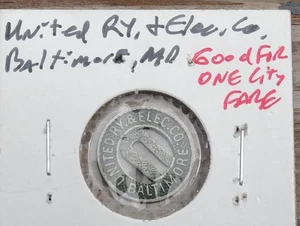 United RY. & Elec. Co.
Baltimore, MD
Good For
ONE City
FARE
UNITED RY & ELEC. CO.
BALTIMORE